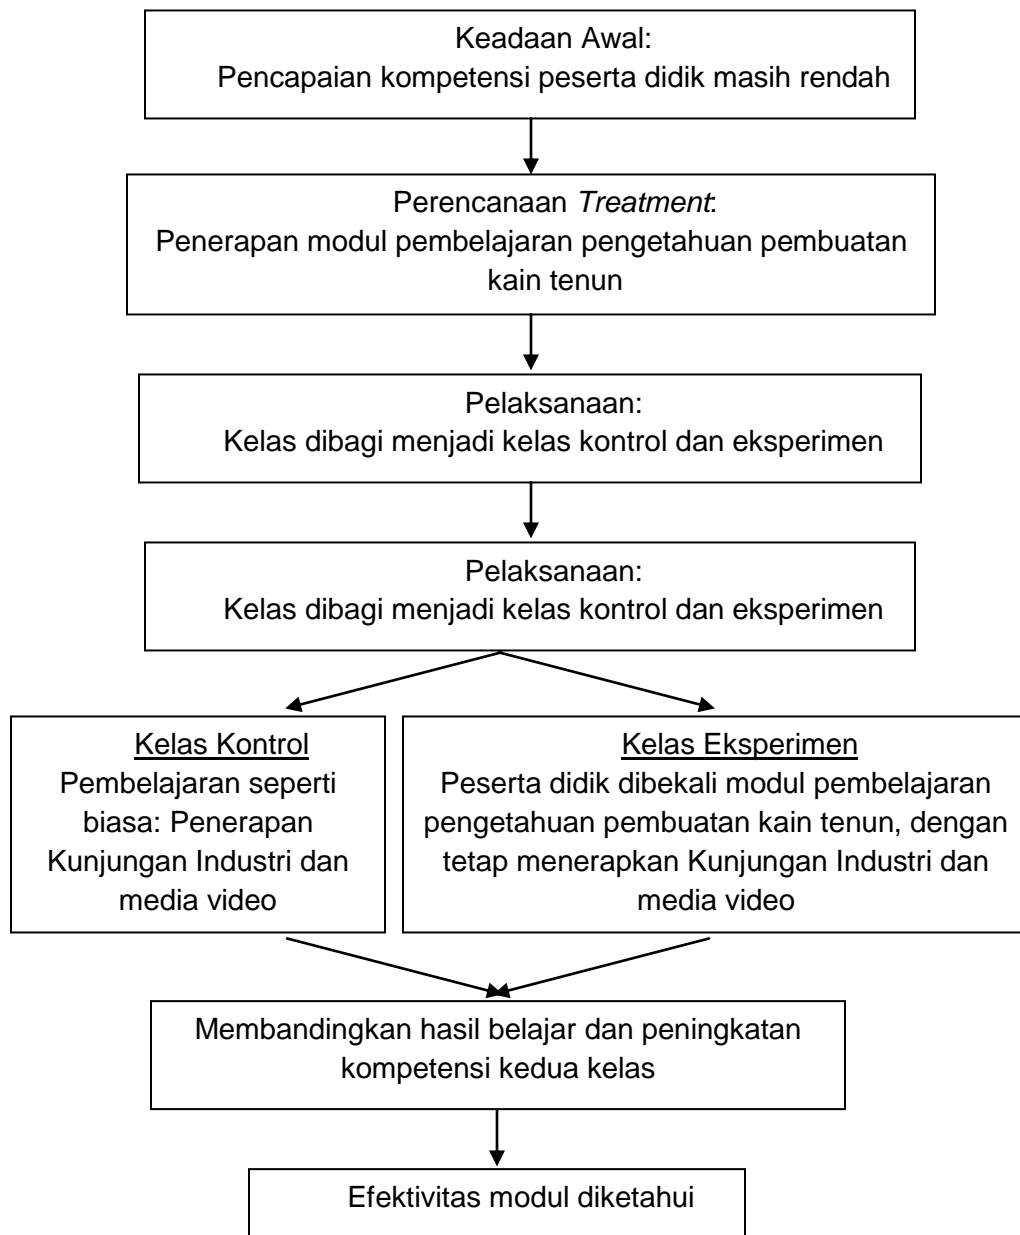 Keadaan Awal:
Pencapaian kompetensi peserta didik masih rendah
Perencanaan Treatment:
Penerapan modul pembelajaran pengetahuan pembuatan
kain tenun
Pelaksanaan:
Kelas dibagi menjadi kelas kontrol dan eksperimen
Pelaksanaan:
Kelas dibagi menjadi kelas kontrol dan eksperimen
Kelas Kontrol
Pembelajaran seperti
biasa: Penerapan
Kunjungan Industri dan
media video
Kelas Eksperimen
Peserta didik dibekali modul pembelajaran
pengetahuan pembuatan kain tenun, dengan
tetap menerapkan Kunjungan Industri dan
media video
Membandingkan hasil belajar dan peningkatan
kompetensi kedua kelas
Efektivitas modul diketahui